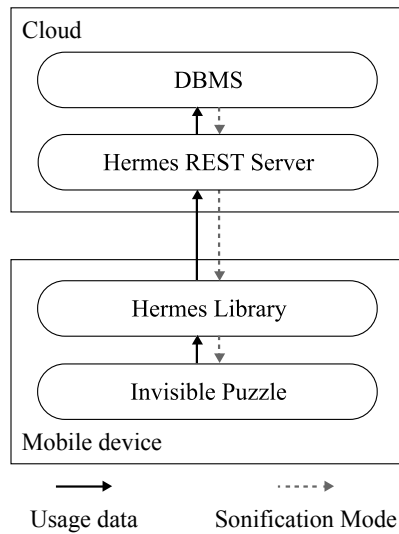 Cloud
DBMS
Hermes REST Server
Hermes Library
Invisible Puzzle
Mobile device
Usage data
Sonification Mode